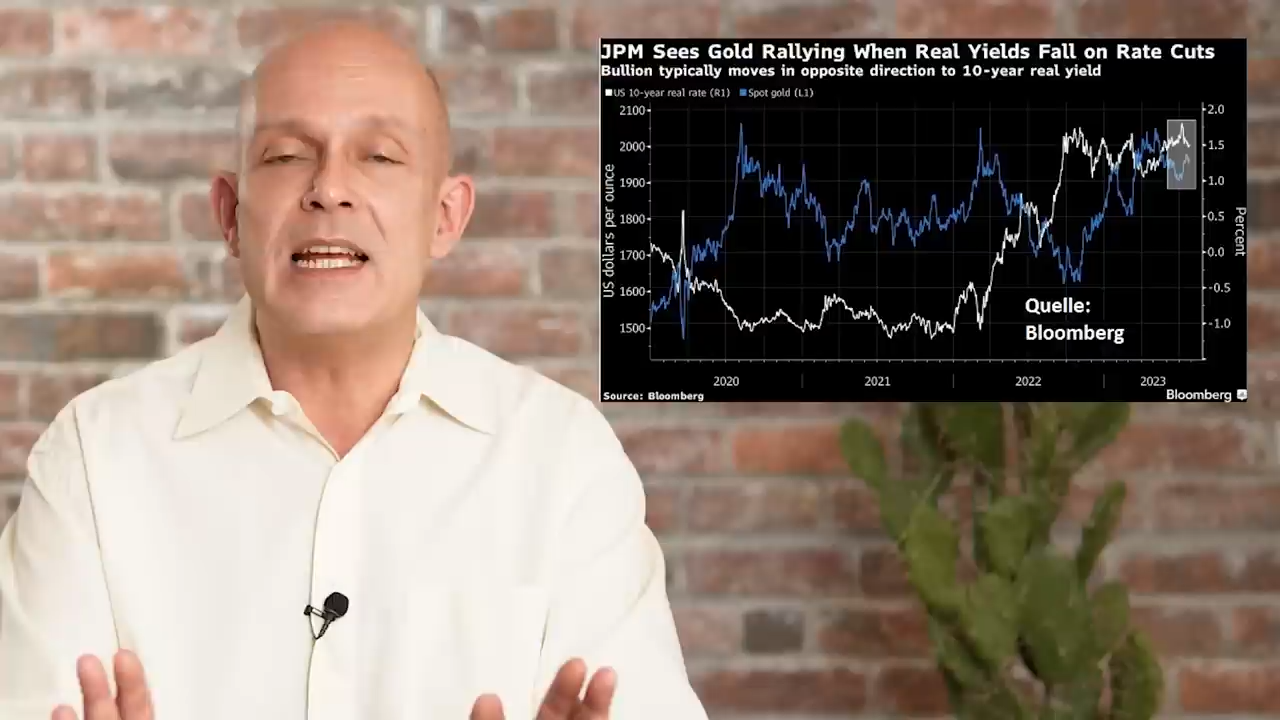 JPM Sees Gold Rallying When Real Yields Fall on Rate Cuts
Bullion typically moves in opposite direction to 10-year real yield
US 10-year real rate (R1) Spot gold (L1)
2100
2000
1900
1800
1700
1600
1500
US dollars per ounce
2.0
1.5
1.0
0.5
0.0
-0.5
-1.0
Percent
Quelle:
Bloomberg
2020 2021 2022 2023
Source: Bloomberg
Bloomberg